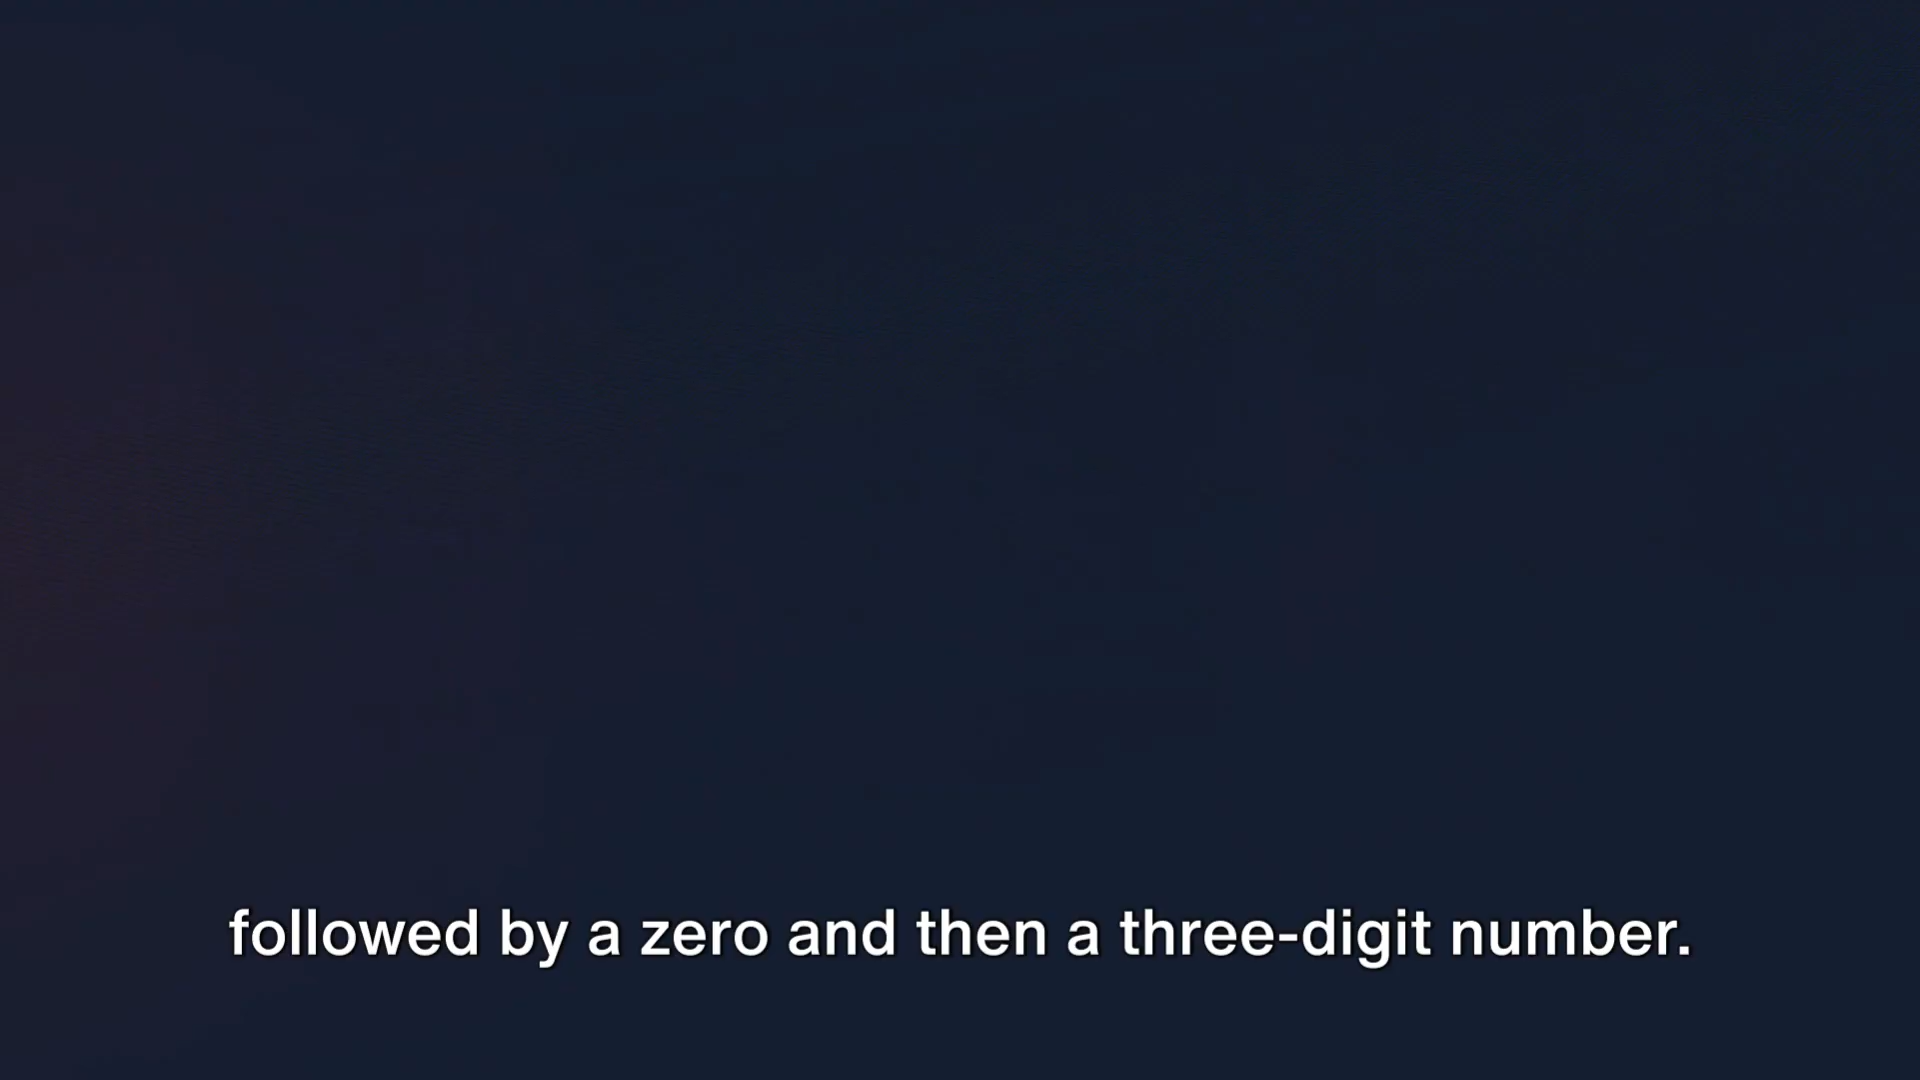 followed by a zero and then a three-digit number.